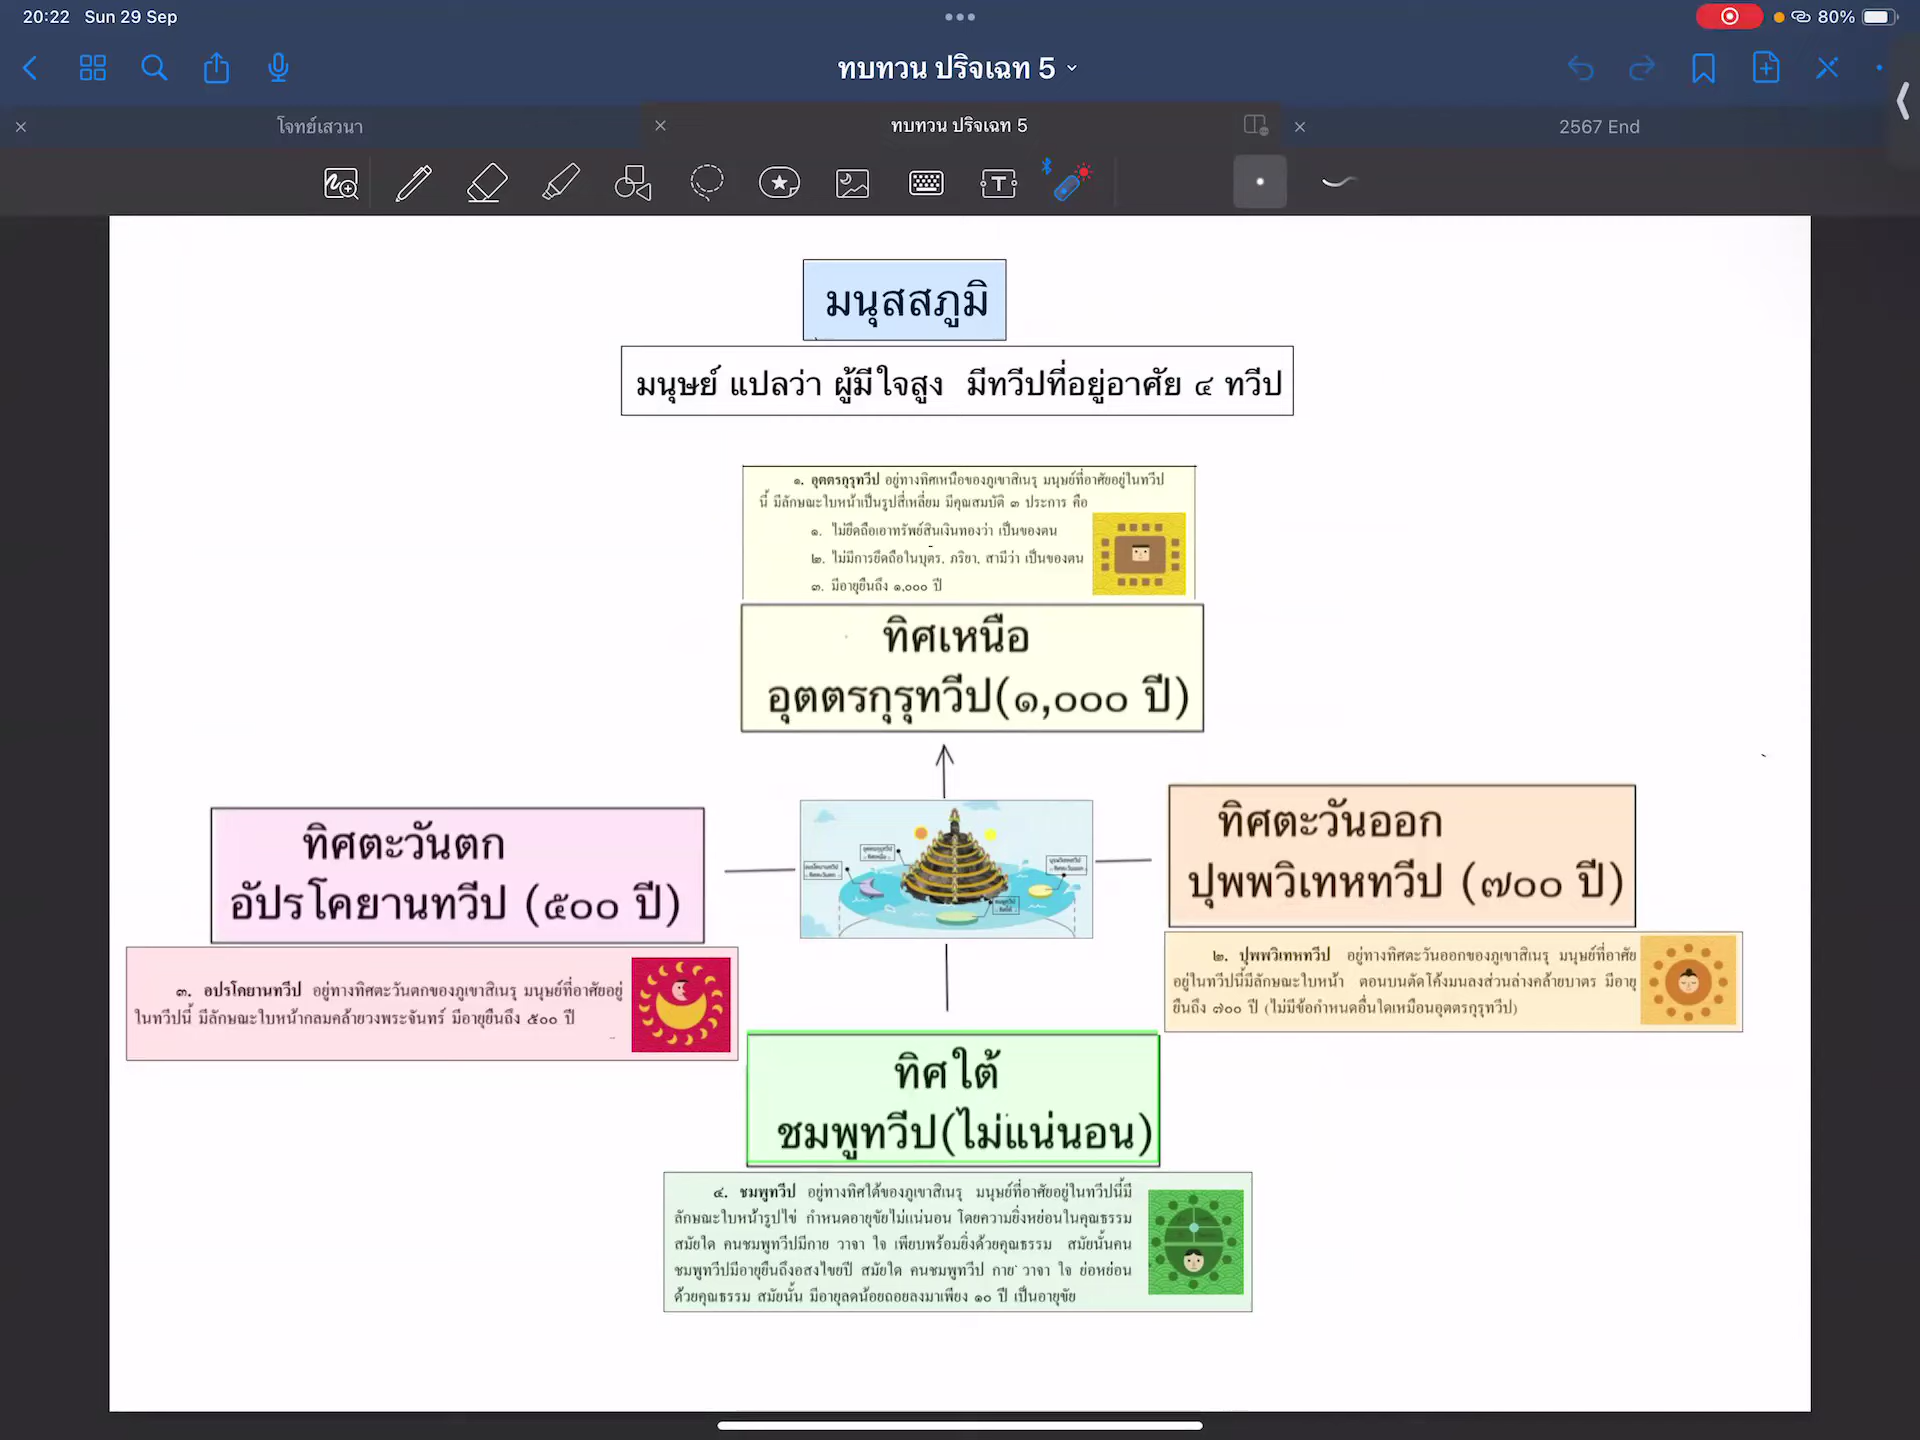 20:22 Sun 29 Sep
80%
ทบทวน ปริจเฉท 5
โจทย์เสวนา
ทบทวน ปริจเฉท 5
2567 End
มนุสสภูมิ
มนุษย์ แปลว่า ผู้มีใจสูง มีทวีปที่อยู่อาศัย ๔ ทวีป
๑. อุตตรกุรุทวีป อยู่ทางทิศเหนือของภูเขาสิเนรุ มนุษย์ที่อาศัยอยู่ในทวีป
นี้ มีลักษณะใบหน้าเป็นรูปสี่เหลี่ยม มีคุณสมบัติ ๓ ประการ คือ
๑. ไม่ยึดถือเอาทรัพย์สินเงินทองว่า เป็นของตน
๒. ไม่มีการยึดถือในบุตร, ภริยา, สามีว่า เป็นของตน
๓. มีอายุยืนถึง ๑,๐๐๐ ปี
ทิศเหนือ
อุตตรกุรุทวีป(๑,๐๐๐ ปี)
ทิศตะวันตก
อัปรโคยานทวีป (๕๐๐ ปี)
ทิศตะวันออก
ปุพพวิเทหทวีป (๗๐๐ ปี)
๓. อปรโคยานทวีป อยู่ทางทิศตะวันตกของภูเขาสิเนรุ มนุษย์ที่อาศัยอยู่
ในทวีปนี้ มีลักษณะใบหน้ากลมคล้ายวงพระจันทร์ มีอายุยืนถึง ๕๐๐ ปี
๒. ปุพพวิเทหทวีป อยู่ทางทิศตะวันออกของภูเขาสิเนรุ มนุษย์ที่อาศัย
อยู่ในทวีปนี้มีลักษณะใบหน้า ตอนบนตัดโค้งมนลงส่วนล่างคล้ายบาตร มีอายุ
ยืนถึง ๗๐๐ ปี (ไม่มีข้อกำหนดอื่นใดเหมือนอุตตรกุรุทวีป)
ทิศใต้
ชมพูทวีป(ไม่แน่นอน)
๔. ชมพูทวีป อยู่ทางทิศใต้ของภูเขาสิเนรุ มนุษย์ที่อาศัยอยู่ในทวีปนี้มี
ลักษณะใบหน้ารูปไข่ กำหนดอายุขัยไม่แน่นอน โดยความยิ่งหย่อนในคุณธรรม
สมัยใด คนชมพูทวีปมีกาย วาจา ใจ เพียบพร้อมยิ่งด้วยคุณธรรม สมัยนั้นคน
ชมพูทวีปมีอายุยืนถึงอสงไขยปี สมัยใด คนชมพูทวีป กาย วาจา ใจ ย่อหย่อน
ด้วยคุณธรรม สมัยนั้น มีอายุลดน้อยถอยลงมาเพียง ๑๐ ปี เป็นอายุขัย